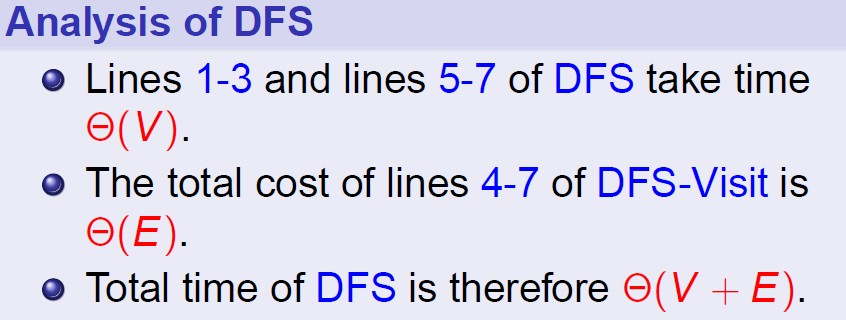 Analysis of DFS
Lines 1-3 and lines 5-7 of DFS take time
Θ(V).
The total cost of lines 4-7 of DFS-Visit is
Θ(E).
Total time of DFS is therefore Θ(V + E).